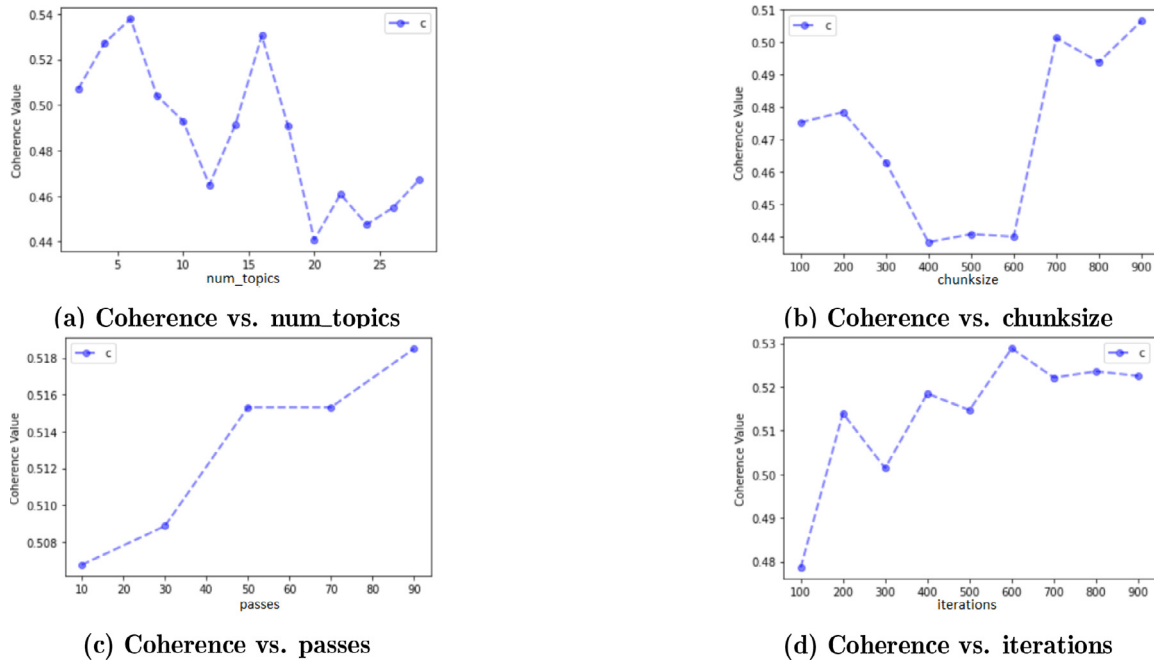 0.54
0.52
0.50
0.48
0.46
0.44
Coherence Value
c
5 10 15 20 25
num_topics
(a) Coherence vs. num_topics
0.51
0.50
0.49
0.48
0.47
0.46
0.45
0.44
Coherence Value
c
100 200 300 400 500 600 700 800 900
chunksize
(b) Coherence vs. chunksize
0.518
0.516
0.514
0.512
0.510
0.508
Coherence Value
c
10 20 30 40 50 60 70 80 90
passes
(c) Coherence vs. passes
0.53
0.52
0.51
0.50
0.49
0.48
Coherence Value
c
100 200 300 400 500 600 700 800 900
iterations
(d) Coherence vs. iterations